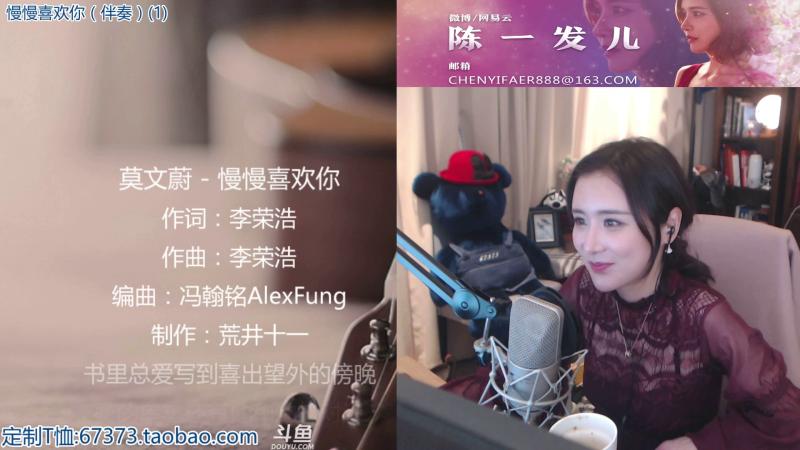 慢慢喜欢你（伴奏）(1)
微博/网易云
陈一发儿
邮箱
CHENYIFAER888@163.COM
莫文蔚 - 慢慢喜欢你
作词：李荣浩
作曲：李荣浩
编曲：冯翰铭AlexFung
制作：荒井十一
书里总爱写到喜出望外的傍晚
定制T恤:67373.taobao.com
斗鱼
DOUYU.COM
67373